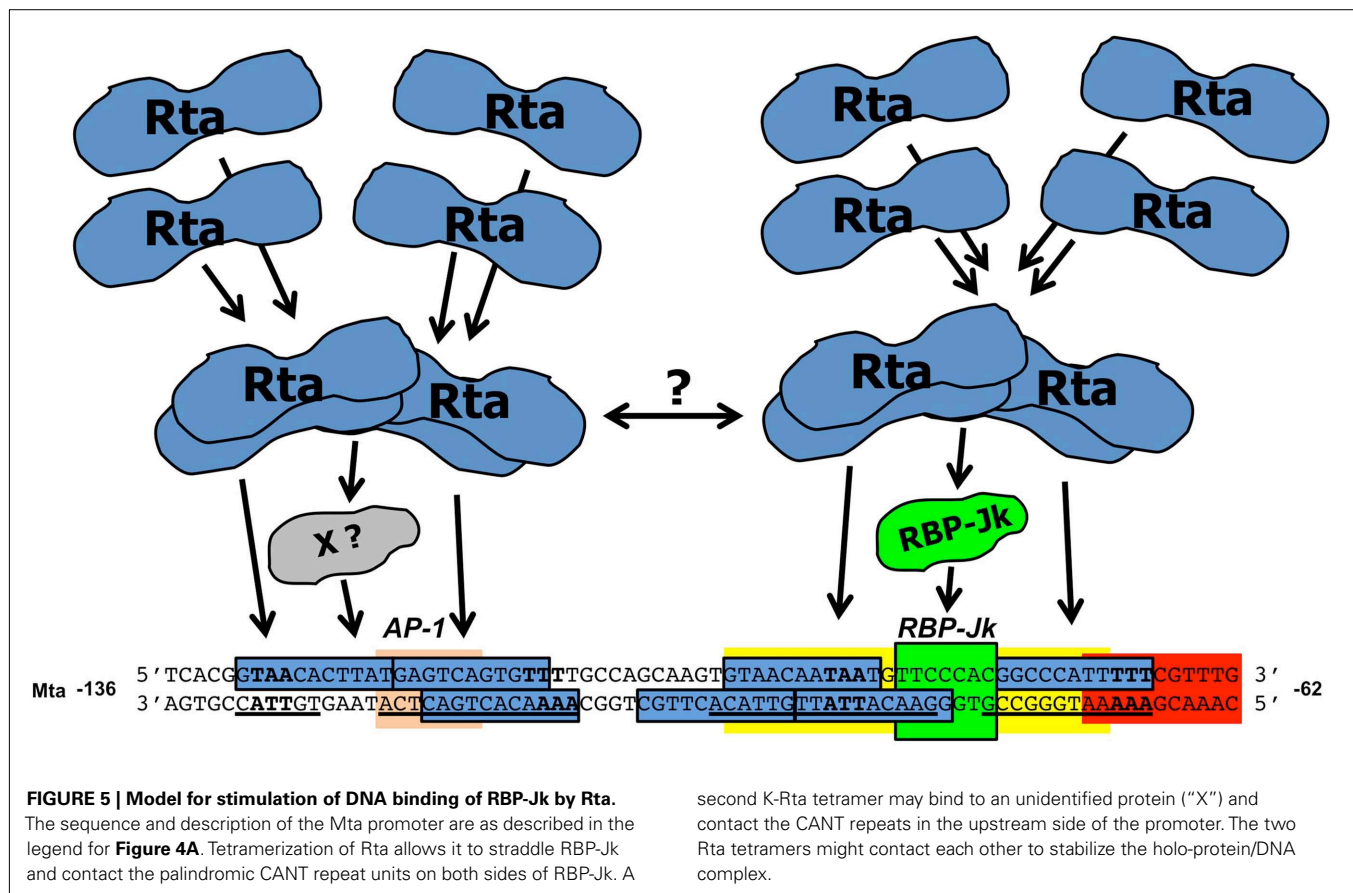 Rta Rta Rta Rta
Rta Rta Rta Rta
Rta Rta ? Rta Rta
X ? RBP-Jk
AP-1 RBP-Jk
5'TCACGGTAACACTTATGAGTCAGTGTTTTGCCAGCAAGTGTAACAATAATGTTCCCACGGCCCATTTTTCGTTTG 3'
Mta -136 -62
3'AGTGCCATTGTGAATACTCAGTCACAAAACGGTCGTTCACATTGTTATTACAAGGGTGCCGGGTAAAAAGCAAAC 5'
FIGURE 5 | Model for stimulation of DNA binding of RBP-Jk by Rta.
The sequence and description of the Mta promoter are as described in the
legend for Figure 4A. Tetramerization of Rta allows it to straddle RBP-Jk
and contact the palindromic CANT repeat units on both sides of RBP-Jk. A
second K-Rta tetramer may bind to an unidentified protein ("X") and
contact the CANT repeats in the upstream side of the promoter. The two
Rta tetramers might contact each other to stabilize the holo-protein/DNA
complex.